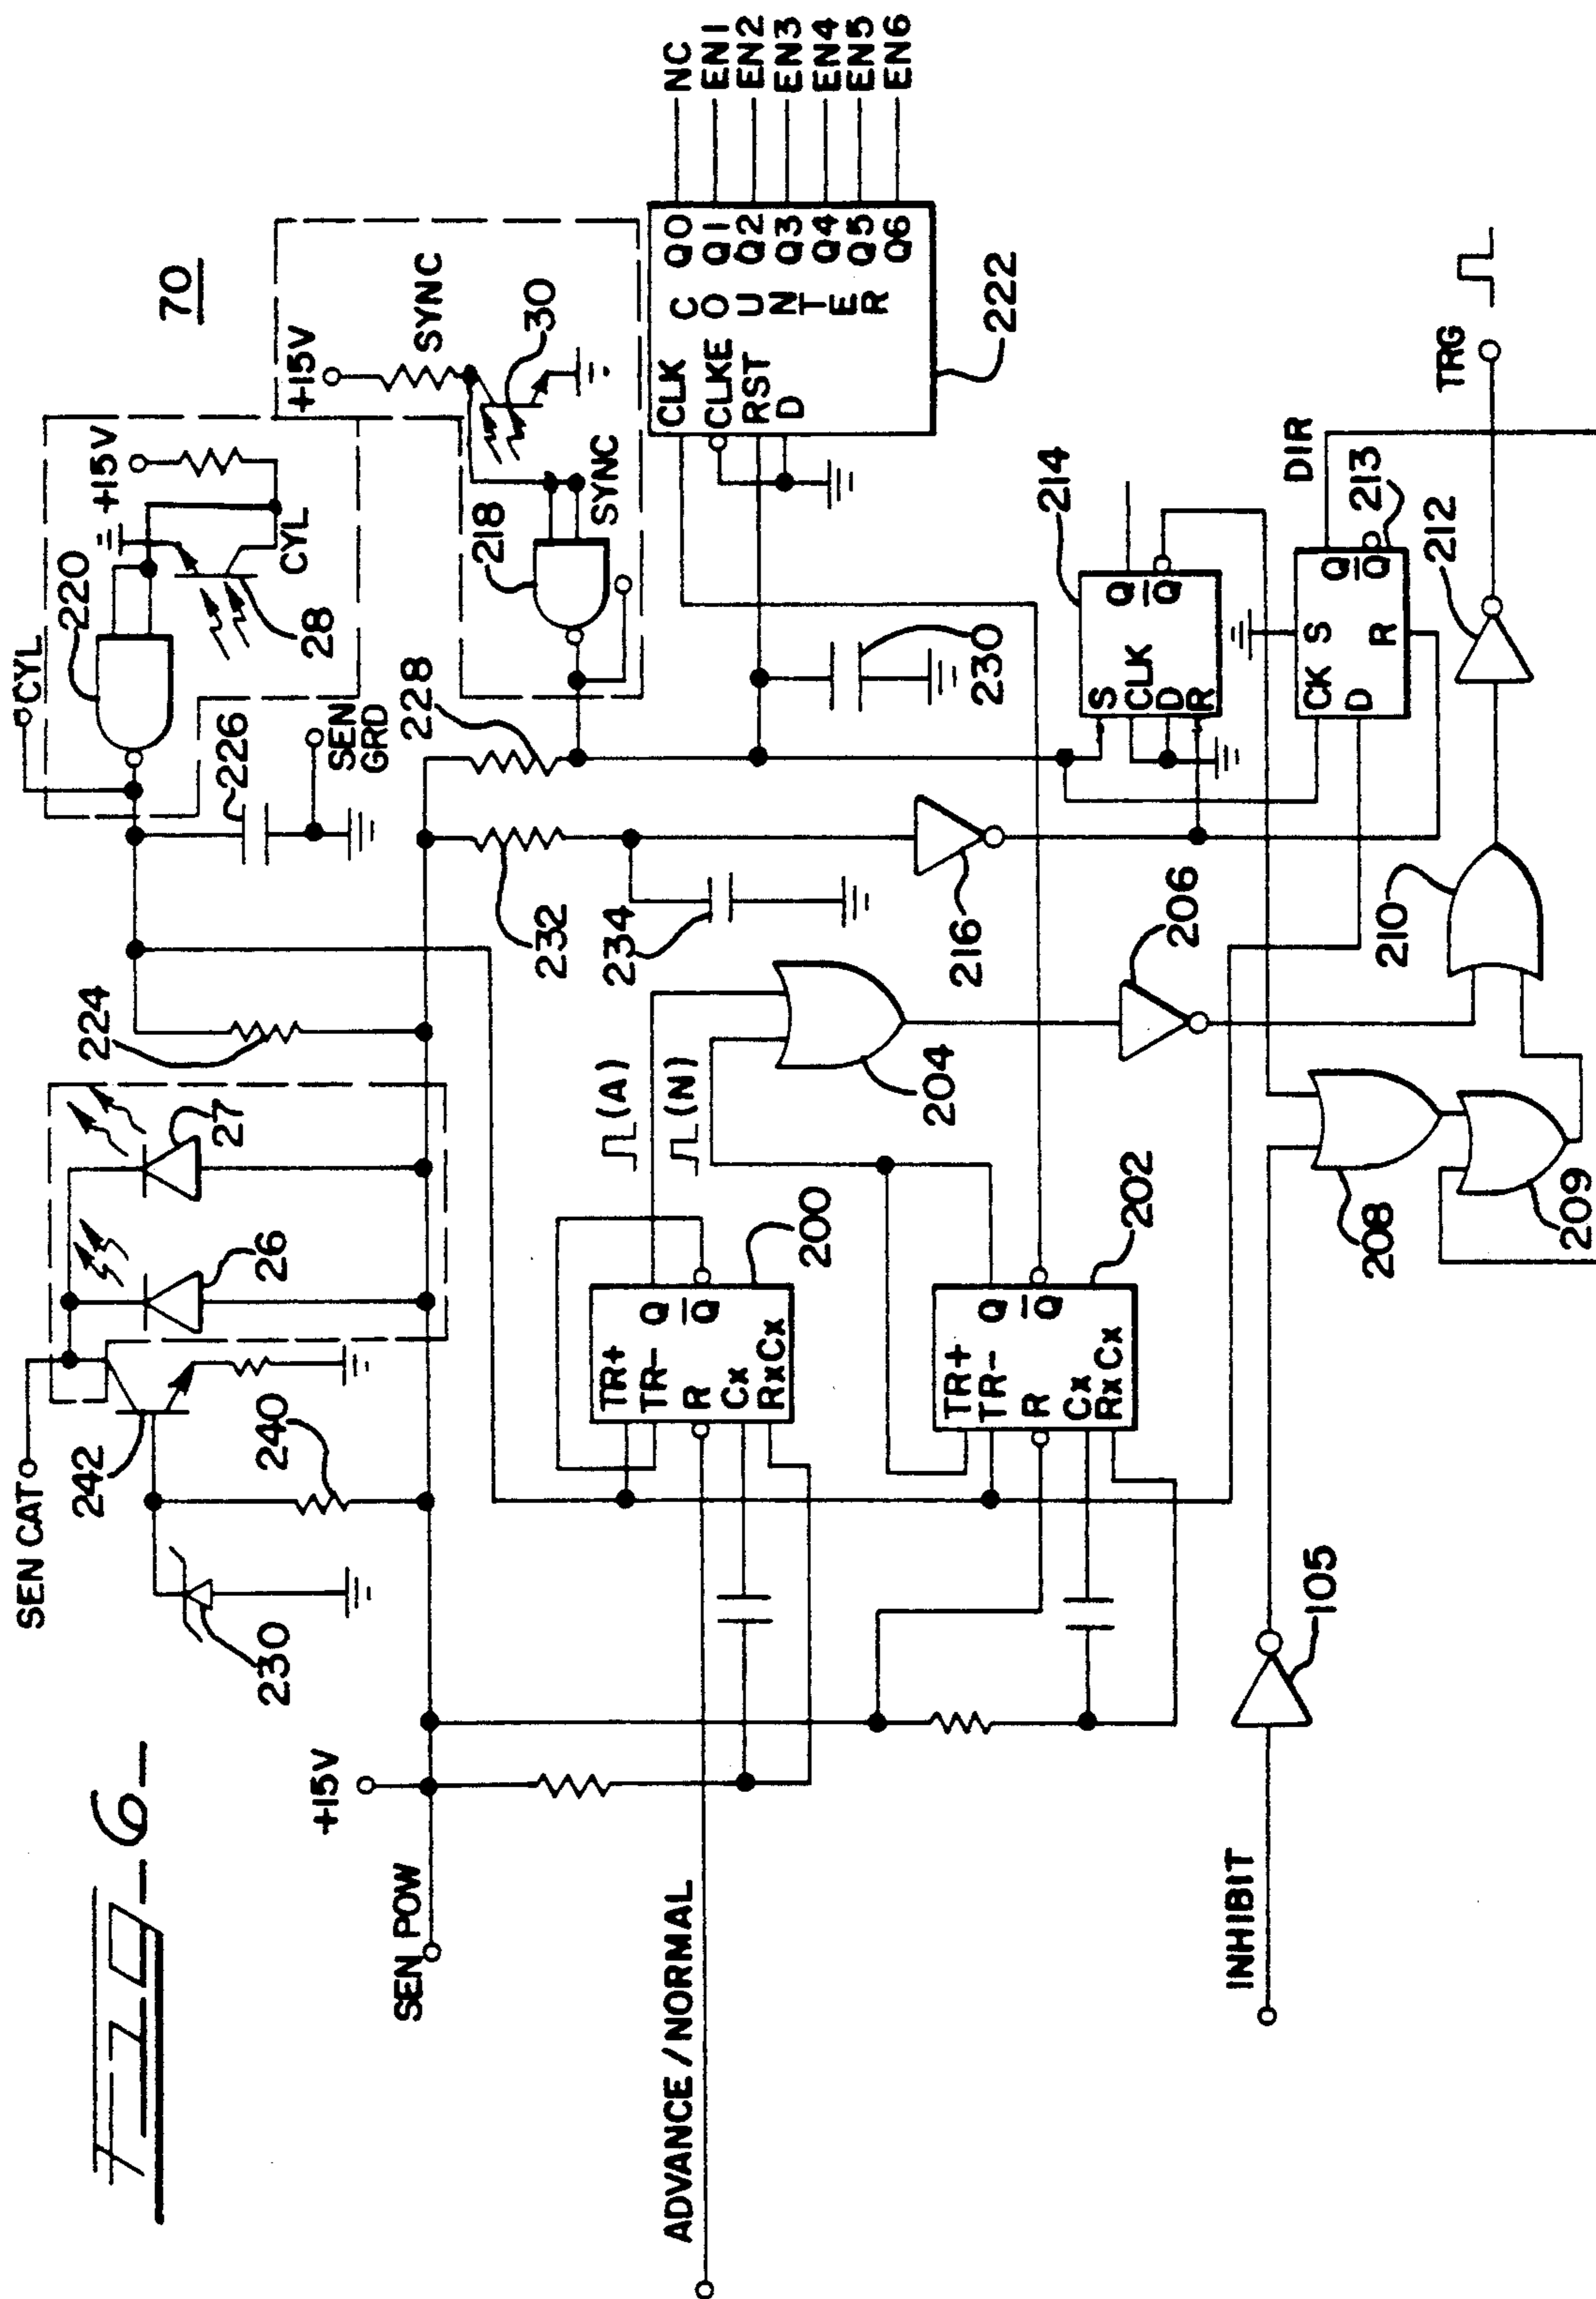 FIG-6-
70
SEN CAT
242
230
240
26
27
224
CYL
220
+15V
CYL
28
226
SEN
GRD
+15V
SYNC
30
218
SYNC
228
+15V
SEN POW
232
234
216
230
CLK
CLKE
RST
D
COUNTER
Q0
Q1
Q2
Q3
Q4
Q5
Q6
NC
EN1
EN2
EN3
EN4
EN5
EN6
222
ADVANCE/NORMAL
TR+
TR-
R
Cx
RxCx
Q
Q̅
200
(A)
(N)
204
TR+
TR-
R
Cx
RxCx
Q
Q̅
202
206
214
S
CLK
D
R
Q
Q̅
DIR
CK
D
S
R
Q
Q̅
213
INHIBIT
105
208
209
210
212
TRG